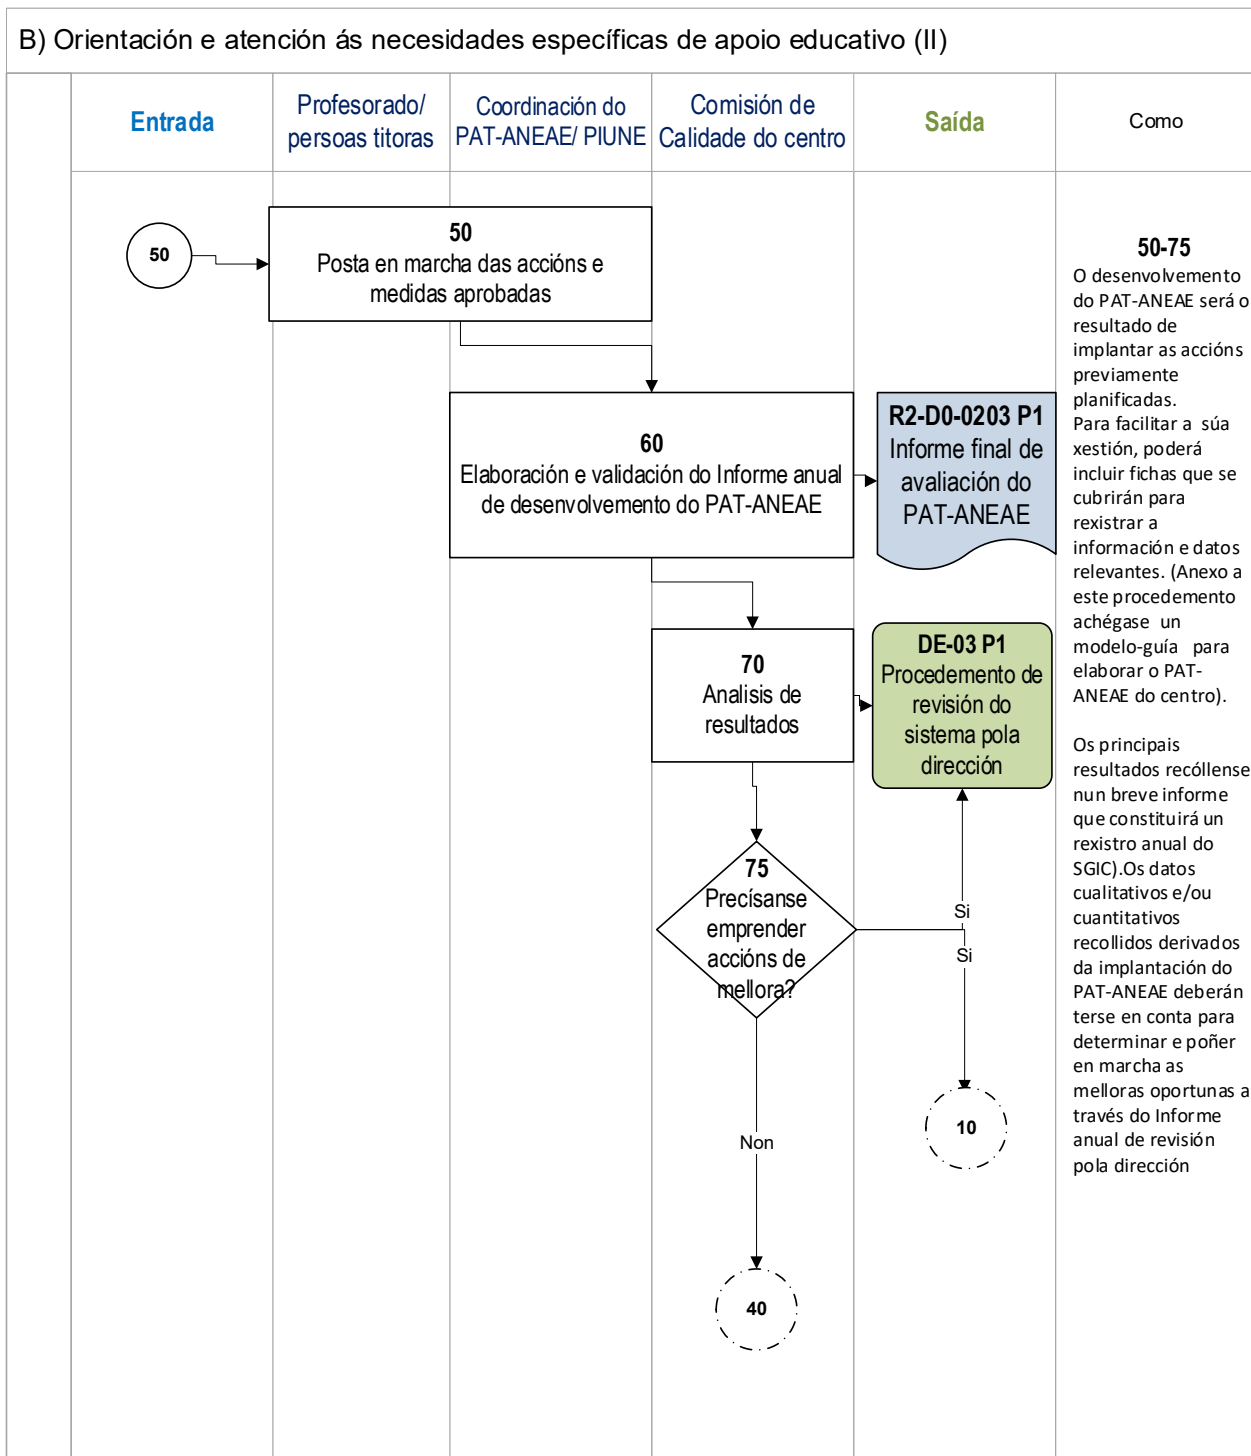 B) Orientación e atención ás necesidades específicas de apoio educativo (II)
Entrada
Profesorado/
persoas titoras
Coordinación do
PAT-ANEAE/ PIUNE
Comisión de
Calidade do centro
Saída
Como
50
50
Posta en marcha das accións e
medidas aprobadas
60
Elaboración e validación do Informe anual
de desenvolvemento do PAT-ANEAE
R2-D0-0203 P1
Informe final de
avaliación do
PAT-ANEAE
70
Analisis de
resultados
DE-03 P1
Procedemento de
revisión do
sistema pola
dirección
75
Precísanse
emprender
accións de
mellora?
Si
Si
Non
10
40
50-75
O desenvolvemento
do PAT-ANEAE será o
resultado de
implantar as accións
previamente
planificadas.
Para facilitar a súa
xestión, poderá
incluir fichas que se
cubrirán para
rexistrar a
información e datos
relevantes. (Anexo a
este procedemento
achégase un
modelo-guía para
elaborar o PAT-
ANEAE do centro).
Os principais
resultados recóllense
nun breve informe
que constituirá un
rexistro anual do
SGIC).Os datos
cualitativos e/ou
cuantitativos
recollidos derivados
da implantación do
PAT-ANEAE deberán
terse en conta para
determinar e poñer
en marcha as
melloras oportunas a
través do Informe
anual de revisión
pola dirección